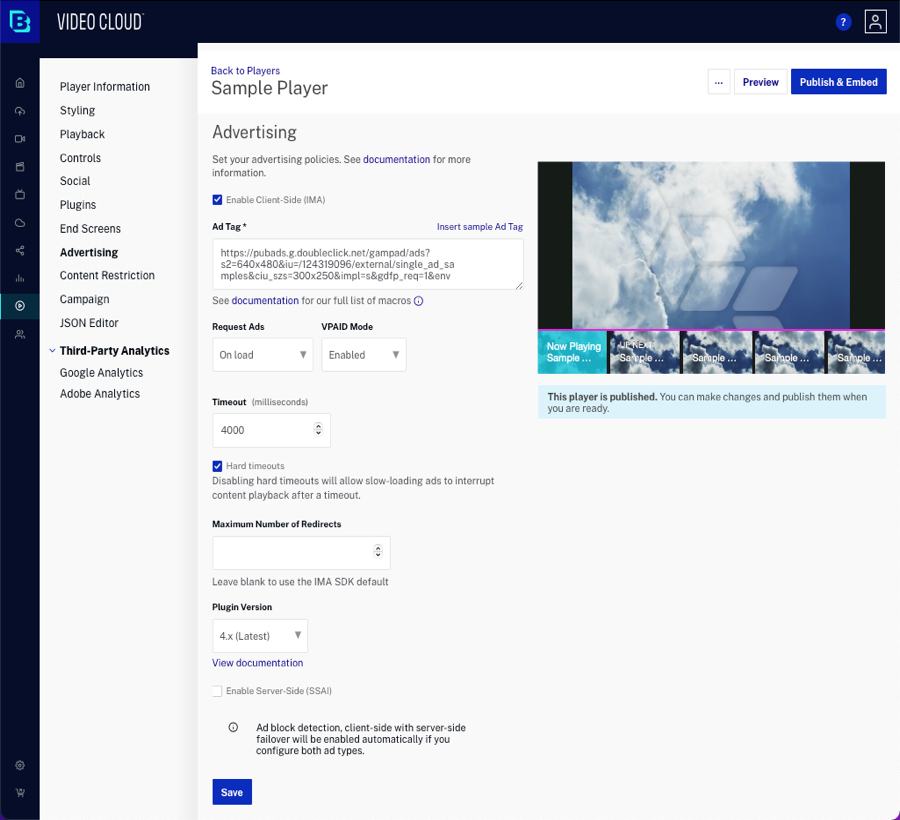 VIDEO CLOUD
?
Player Information
Styling
Playback
Controls
Social
Plugins
End Screens
Advertising
Content Restriction
Campaign
JSON Editor
Third-Party Analytics
Google Analytics
Adobe Analytics
Back to Players
Sample Player
...
Preview
Publish & Embed
Advertising
Set your advertising policies. See documentation for more
information.
Enable Client-Side (IMA)
Ad Tag *
Insert sample Ad Tag
https://pubads.g.doubleclick.net/gampad/ads?
s2=640x480&iu=/124319096/external/single_ad_sa
mples&ciu_szs=300x250&impl=s&gdfp_req=1&env
See documentation for our full list of macros
Request Ads
VPAID Mode
On load
Enabled
Timeout (milliseconds)
4000
Hard timeouts
Disabling hard timeouts will allow slow-loading ads to interrupt
content playback after a timeout.
Maximum Number of Redirects
Leave blank to use the IMA SDK default
Plugin Version
4.x (Latest)
View documentation
Enable Server-Side (SSAI)
Ad block detection, client-side with server-side
failover will be enabled automatically if you
configure both ad types.
Save
Now Playing
Sample ...
UP NEXT
Sample ...
Sample ...
Sample ...
Sample ...
This player is published. You can make changes and publish them when
you are ready.